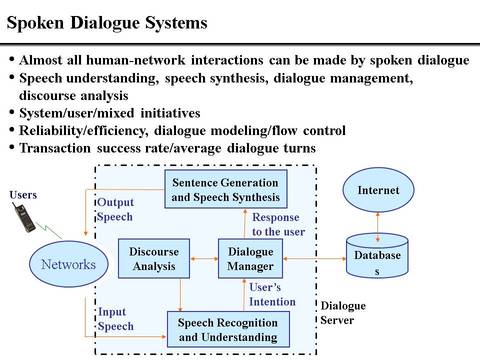 Spoken Dialogue Systems
• Almost all human-network interactions can be made by spoken dialogue
• Speech understanding, speech synthesis, dialogue management,
discourse analysis
• System/user/mixed initiatives
• Reliability/efficiency, dialogue modeling/flow control
• Transaction success rate/average dialogue turns
Sentence Generation
and Speech Synthesis
Internet
Users
Output
Speech
Response
to the user
Networks
Discourse
Analysis
Dialogue
Manager
Database
s
User's
Intention
Input
Speech
Dialogue
Server
Speech Recognition
and Understanding